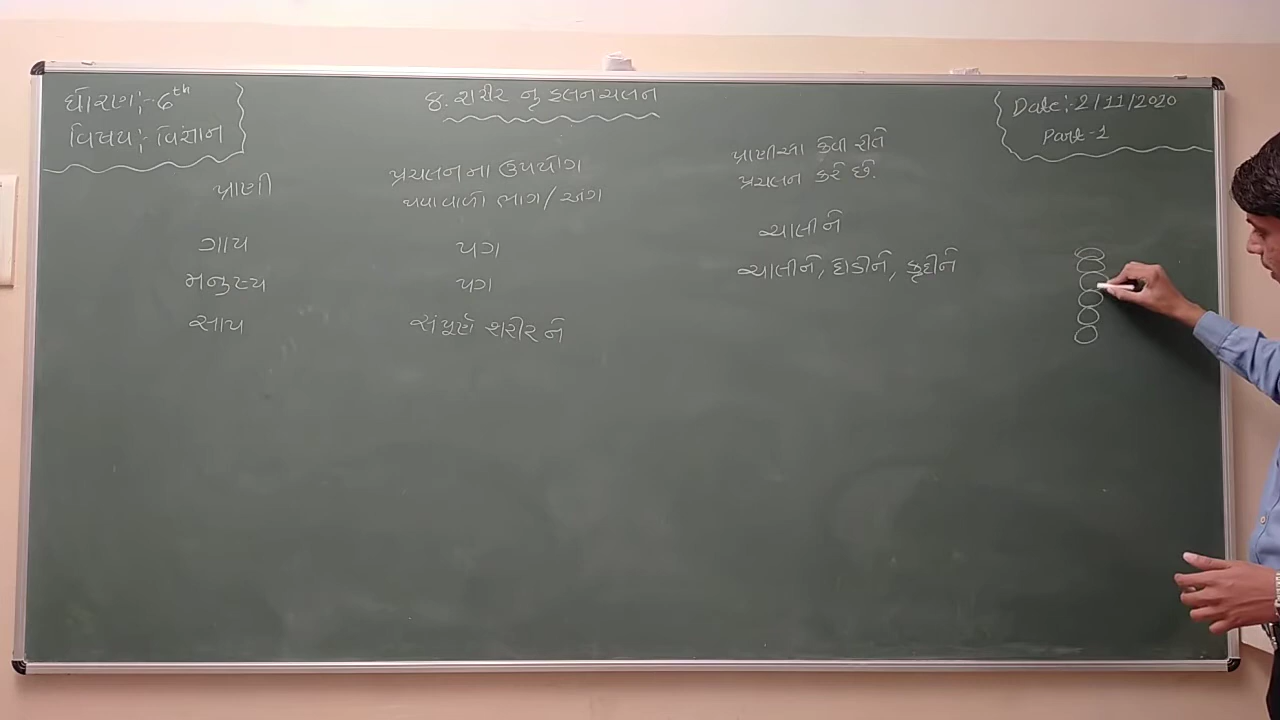 ધોરણ:-6th
વિષય:-વિજ્ઞાન
8. શરીર નુ હલનચલન
Date:-2/11/2020
Part-1
પ્રાણી
પ્રચલનના ઉપયોગ
થવાવાળો ભાગ/અંગ
પ્રાણીઓ કેવી રીતે
પ્રચલન કરે છે.
ગાય પગ ચાલીને
મનુષ્ય પગ ચાલીને, દોડીને, કૂદીને
સાપ સંપૂર્ણ શરીર ને